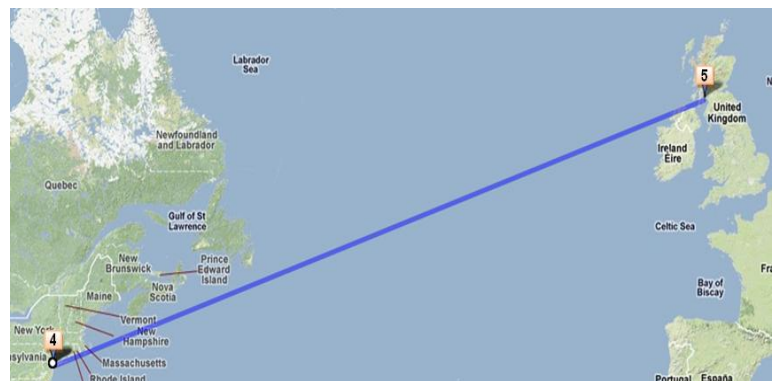 Labrador
Sea
5
N
United
Kingdom
Newfoundland
and Labrador
Ireland
Éire
Quebec
Gulf of St
Lawrence
Celtic Sea
New
Brunswick
Prince
Edward
Island
Nova
Scotia
Maine
Bay of
Biscay
Fra
Vermont
New York
New
Hampshire
4
nsylvania
Massachusetts
Rhode Island
Portugal
España